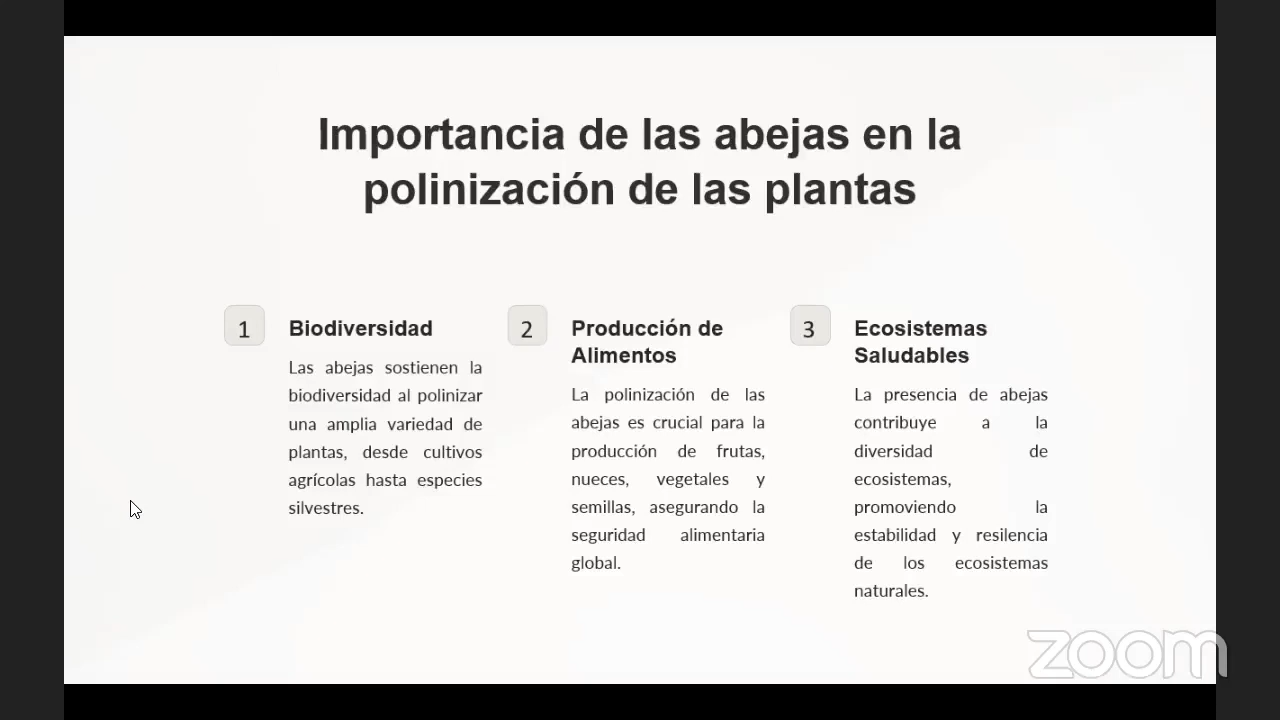 Importancia de las abejas en la
polinización de las plantas
1
Biodiversidad
Las abejas sostienen la
biodiversidad al polinizar
una amplia variedad de
plantas, desde cultivos
agrícolas hasta especies
silvestres.
2
Producción de
Alimentos
La polinización de las
abejas es crucial para la
producción de frutas,
nueces, vegetales y
semillas, asegurando la
seguridad alimentaria
global.
3
Ecosistemas
Saludables
La presencia de abejas
contribuye a la
diversidad de
ecosistemas,
promoviendo la
estabilidad y resilencia
de los ecosistemas
naturales.
zoom